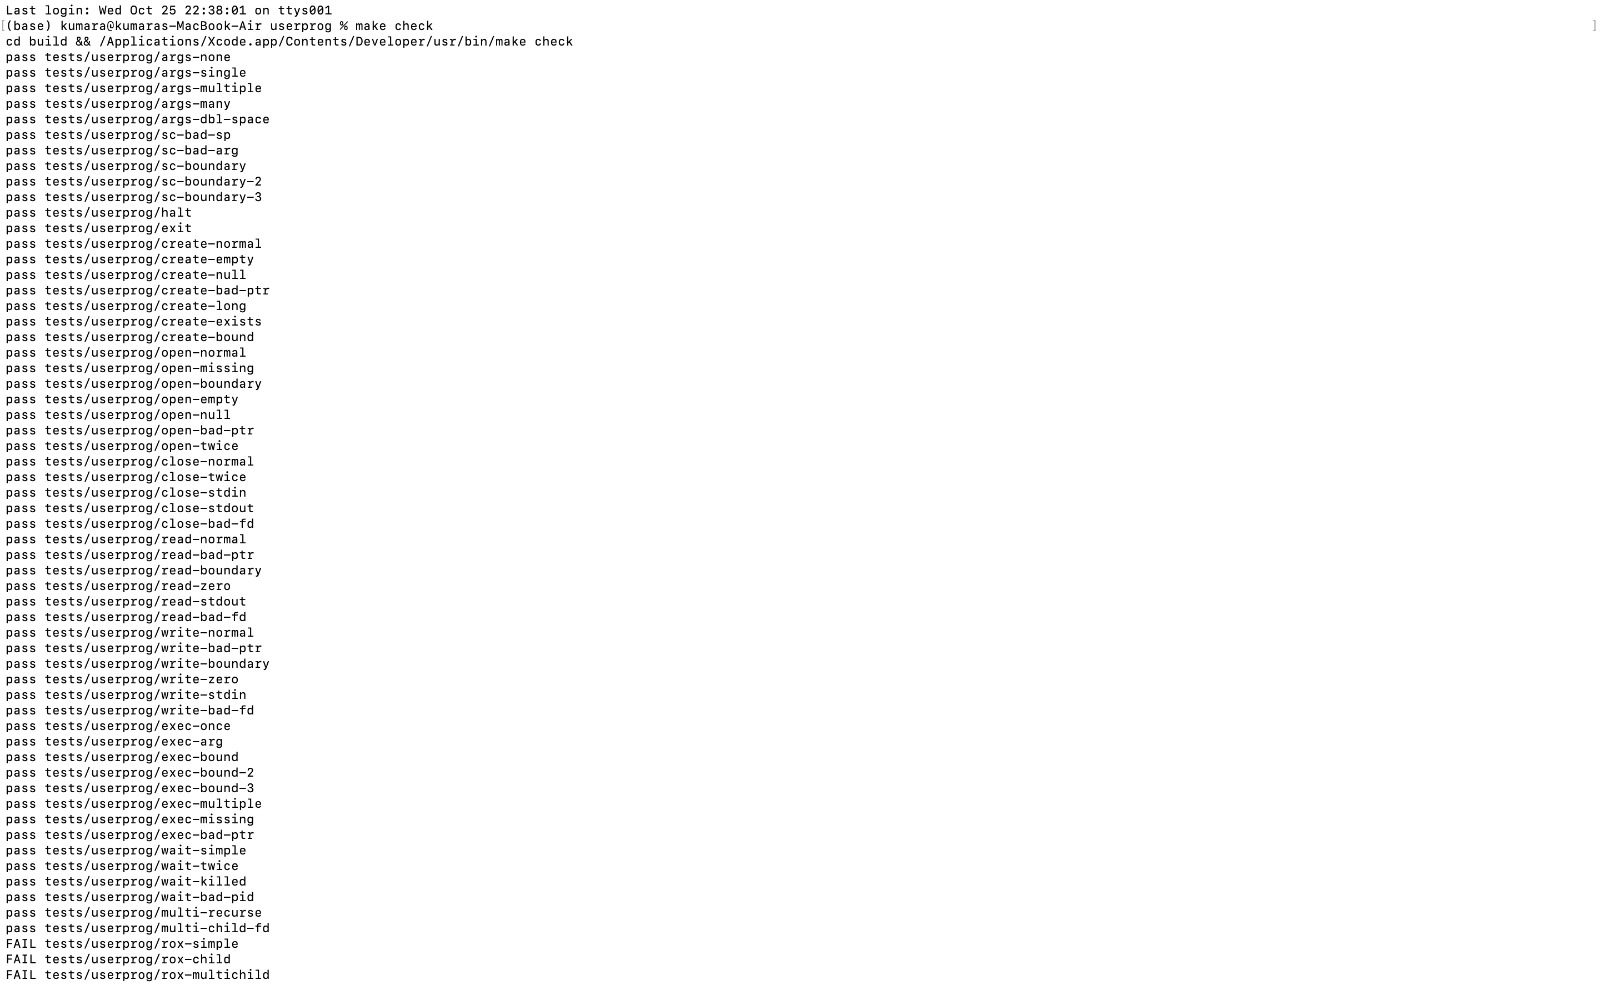 Last login: Wed Oct 25 22:38:01 on ttys001
[(base) kumara@kumaras-MacBook-Air userprog % make check ]
cd build && /Applications/Xcode.app/Contents/Developer/usr/bin/make check
pass tests/userprog/args-none
pass tests/userprog/args-single
pass tests/userprog/args-multiple
pass tests/userprog/args-many
pass tests/userprog/args-dbl-space
pass tests/userprog/sc-bad-sp
pass tests/userprog/sc-bad-arg
pass tests/userprog/sc-boundary
pass tests/userprog/sc-boundary-2
pass tests/userprog/sc-boundary-3
pass tests/userprog/halt
pass tests/userprog/exit
pass tests/userprog/create-normal
pass tests/userprog/create-empty
pass tests/userprog/create-null
pass tests/userprog/create-bad-ptr
pass tests/userprog/create-long
pass tests/userprog/create-exists
pass tests/userprog/create-bound
pass tests/userprog/open-normal
pass tests/userprog/open-missing
pass tests/userprog/open-boundary
pass tests/userprog/open-empty
pass tests/userprog/open-null
pass tests/userprog/open-bad-ptr
pass tests/userprog/open-twice
pass tests/userprog/close-normal
pass tests/userprog/close-twice
pass tests/userprog/close-stdin
pass tests/userprog/close-stdout
pass tests/userprog/close-bad-fd
pass tests/userprog/read-normal
pass tests/userprog/read-bad-ptr
pass tests/userprog/read-boundary
pass tests/userprog/read-zero
pass tests/userprog/read-stdout
pass tests/userprog/read-bad-fd
pass tests/userprog/write-normal
pass tests/userprog/write-bad-ptr
pass tests/userprog/write-boundary
pass tests/userprog/write-zero
pass tests/userprog/write-stdin
pass tests/userprog/write-bad-fd
pass tests/userprog/exec-once
pass tests/userprog/exec-arg
pass tests/userprog/exec-bound
pass tests/userprog/exec-bound-2
pass tests/userprog/exec-bound-3
pass tests/userprog/exec-multiple
pass tests/userprog/exec-missing
pass tests/userprog/exec-bad-ptr
pass tests/userprog/wait-simple
pass tests/userprog/wait-twice
pass tests/userprog/wait-killed
pass tests/userprog/wait-bad-pid
pass tests/userprog/multi-recurse
pass tests/userprog/multi-child-fd
FAIL tests/userprog/rox-simple
FAIL tests/userprog/rox-child
FAIL tests/userprog/rox-multichild